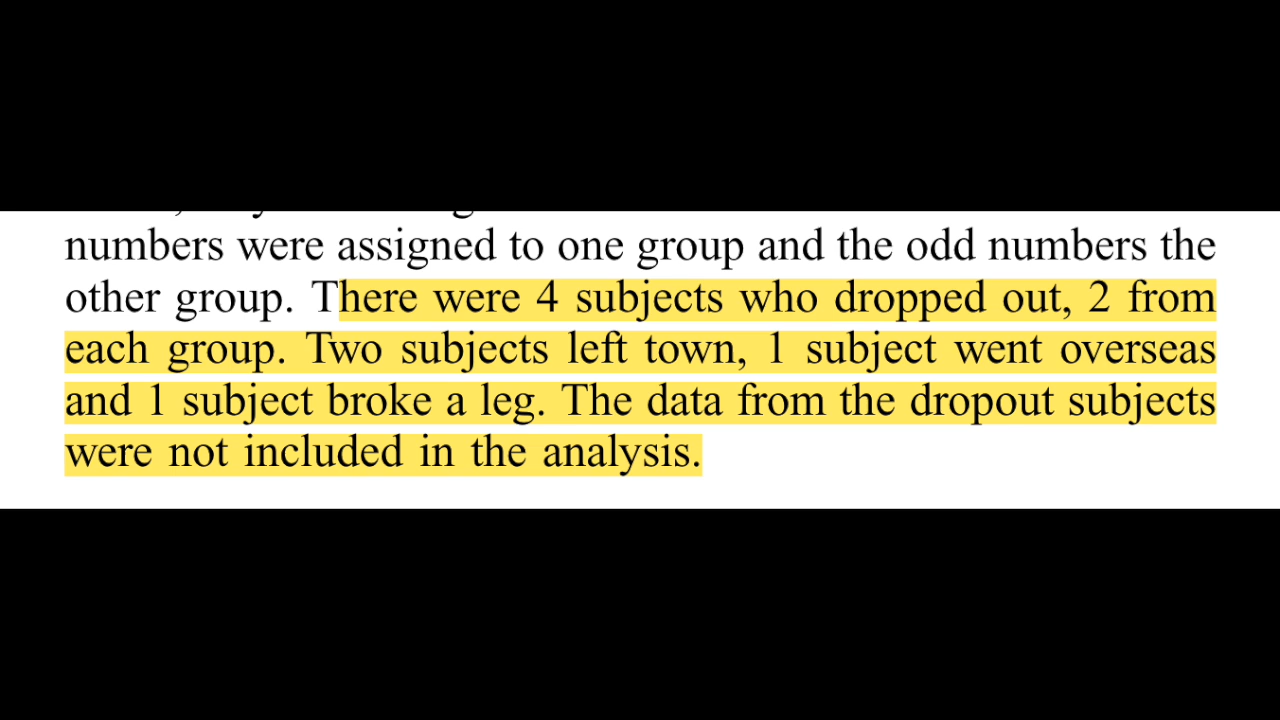 numbers were assigned to one group and the odd numbers the
other group. There were 4 subjects who dropped out, 2 from
each group. Two subjects left town, 1 subject went overseas
and 1 subject broke a leg. The data from the dropout subjects
were not included in the analysis.